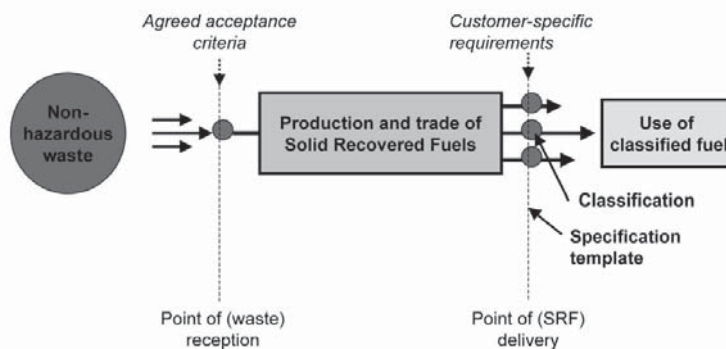 Agreed acceptance
criteria
Customer-specific
requirements
Non-
hazardous
waste
Production and trade of
Solid Recovered Fuels
Use of
classified fuel
Classification
Specification
template
Point of (waste)
reception
Point of (SRF)
delivery